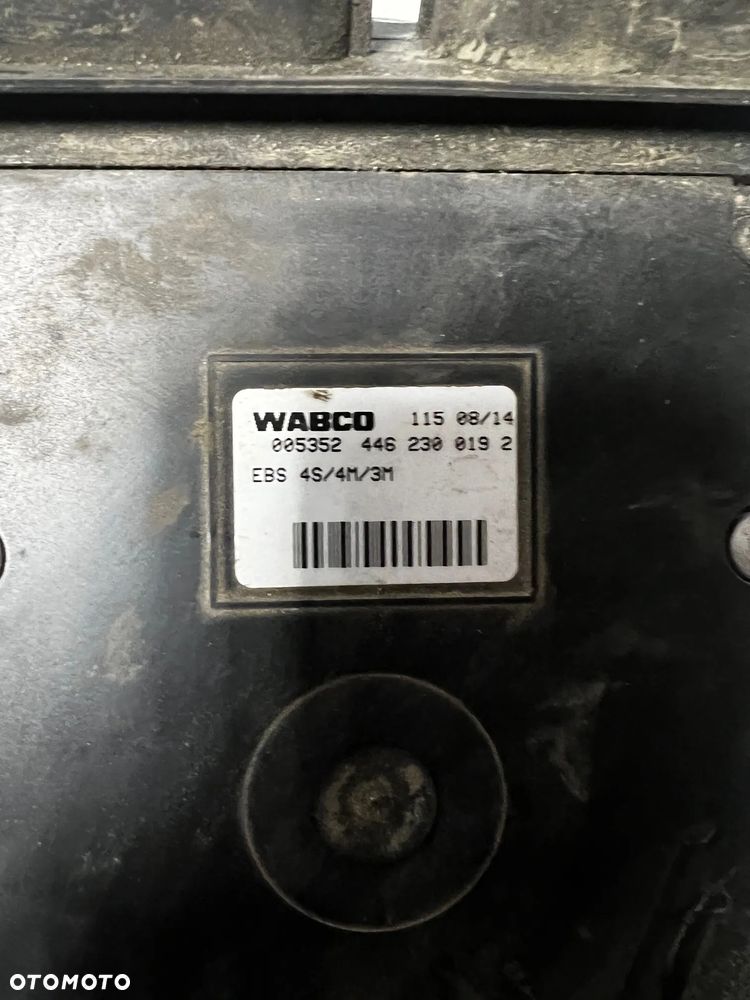 WABCO 115 08/14
005352 446 230 019 2
EBS 4S/4M/3M
OTOMOTO